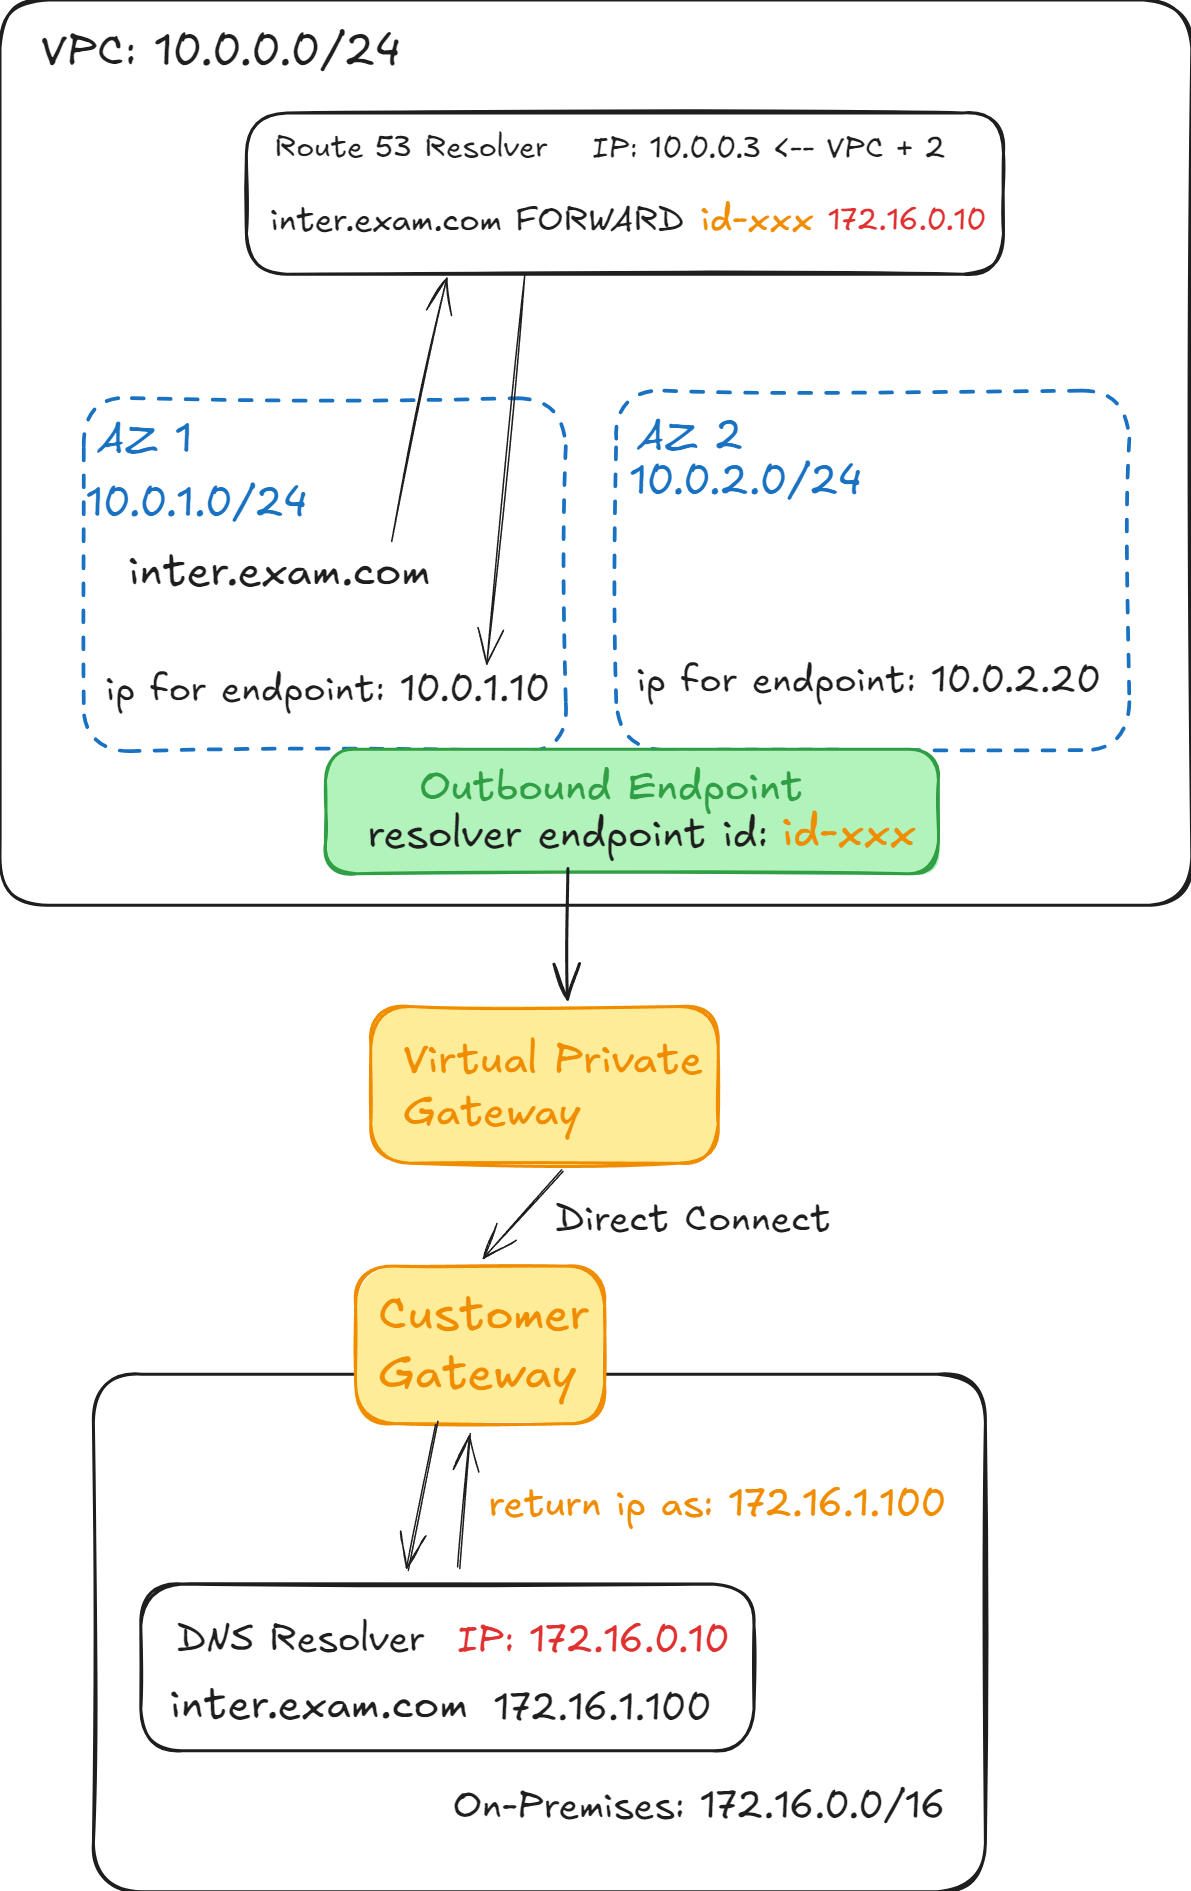 VPC: 10.0.0.0/24
Route 53 Resolver IP: 10.0.0.3 <-- VPC + 2
inter.exam.com FORWARD id-xxx 172.16.0.10
AZ 1
10.0.1.0/24
inter.exam.com
ip for endpoint: 10.0.1.10
AZ 2
10.0.2.0/24
ip for endpoint: 10.0.2.20
Outbound Endpoint
resolver endpoint id: id-xxx
Virtual Private
Gateway
Direct Connect
Customer
Gateway
return ip as: 172.16.1.100
DNS Resolver IP: 172.16.0.10
inter.exam.com 172.16.1.100
On-Premises: 172.16.0.0/16